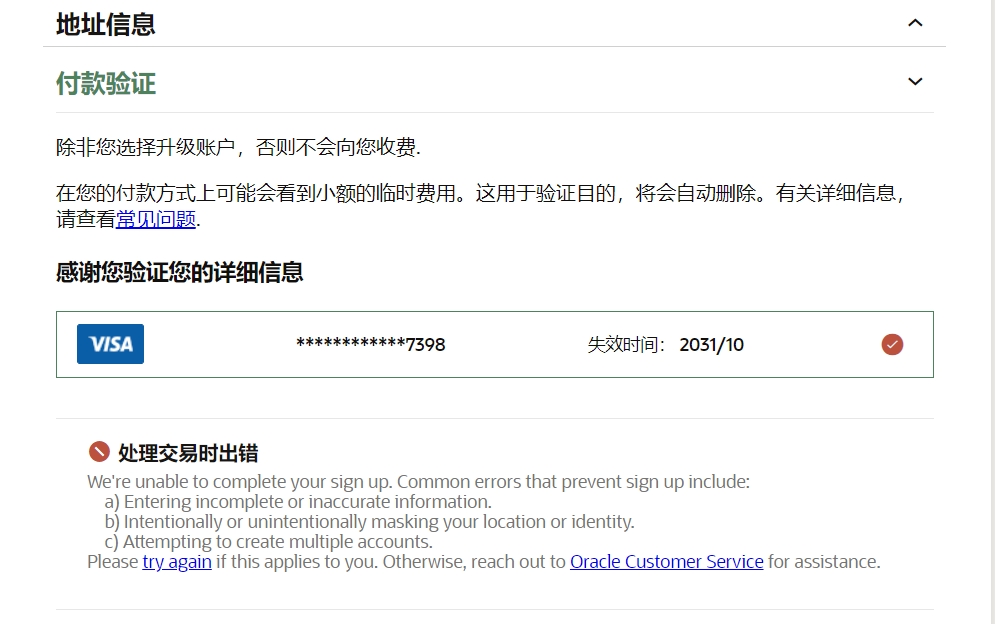 地址信息
付款验证
除非您选择升级账户，否则不会向您收费.
在您的付款方式上可能会看到小额的临时费用。这用于验证目的，将会自动删除。有关详细信息，
请查看常见问题.
感谢您验证您的详细信息
VISA ************7398 失效时间： 2031/10
处理交易时出错
We're unable to complete your sign up. Common errors that prevent sign up include:
a) Entering incomplete or inaccurate information.
b) Intentionally or unintentionally masking your location or identity.
c) Attempting to create multiple accounts.
Please try again if this applies to you. Otherwise, reach out to Oracle Customer Service for assistance.